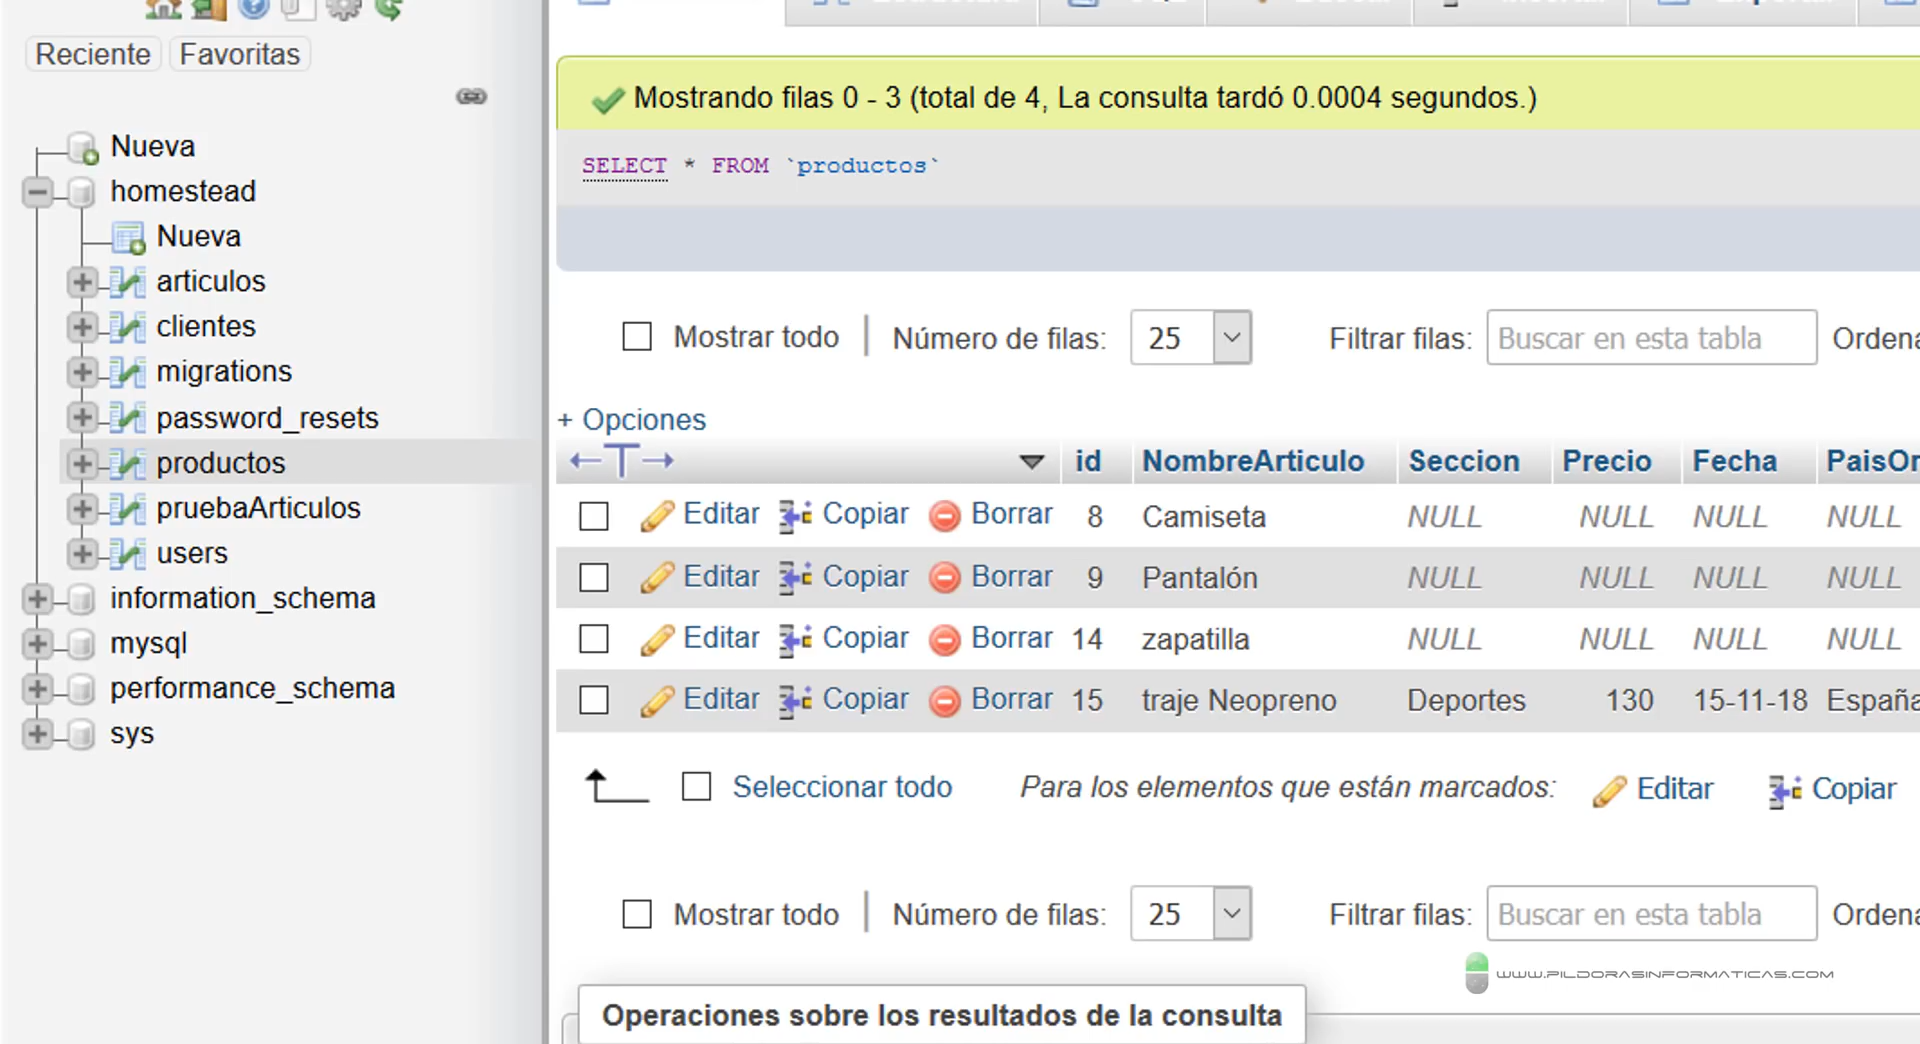 Reciente Favoritas
Nueva
homestead
Nueva
articulos
clientes
migrations
password_resets
productos
pruebaArticulos
users
information_schema
mysql
performance_schema
sys
Mostrando filas 0 - 3 (total de 4, La consulta tardó 0.0004 segundos.)
SELECT * FROM `productos`
Mostrar todo | Número de filas: 25 Filtrar filas: Buscar en esta tabla Ordena
+ Opciones
←T→ id NombreArticulo Seccion Precio Fecha PaisOr
Editar Copiar Borrar 8 Camiseta NULL NULL NULL NULL
Editar Copiar Borrar 9 Pantalón NULL NULL NULL NULL
Editar Copiar Borrar 14 zapatilla NULL NULL NULL NULL
Editar Copiar Borrar 15 traje Neopreno Deportes 130 15-11-18 España
Seleccionar todo Para los elementos que están marcados: Editar Copiar
Mostrar todo | Número de filas: 25 Filtrar filas: Buscar en esta tabla Ordena
WWW.PILDORASINFORMATICAS.COM
Operaciones sobre los resultados de la consulta